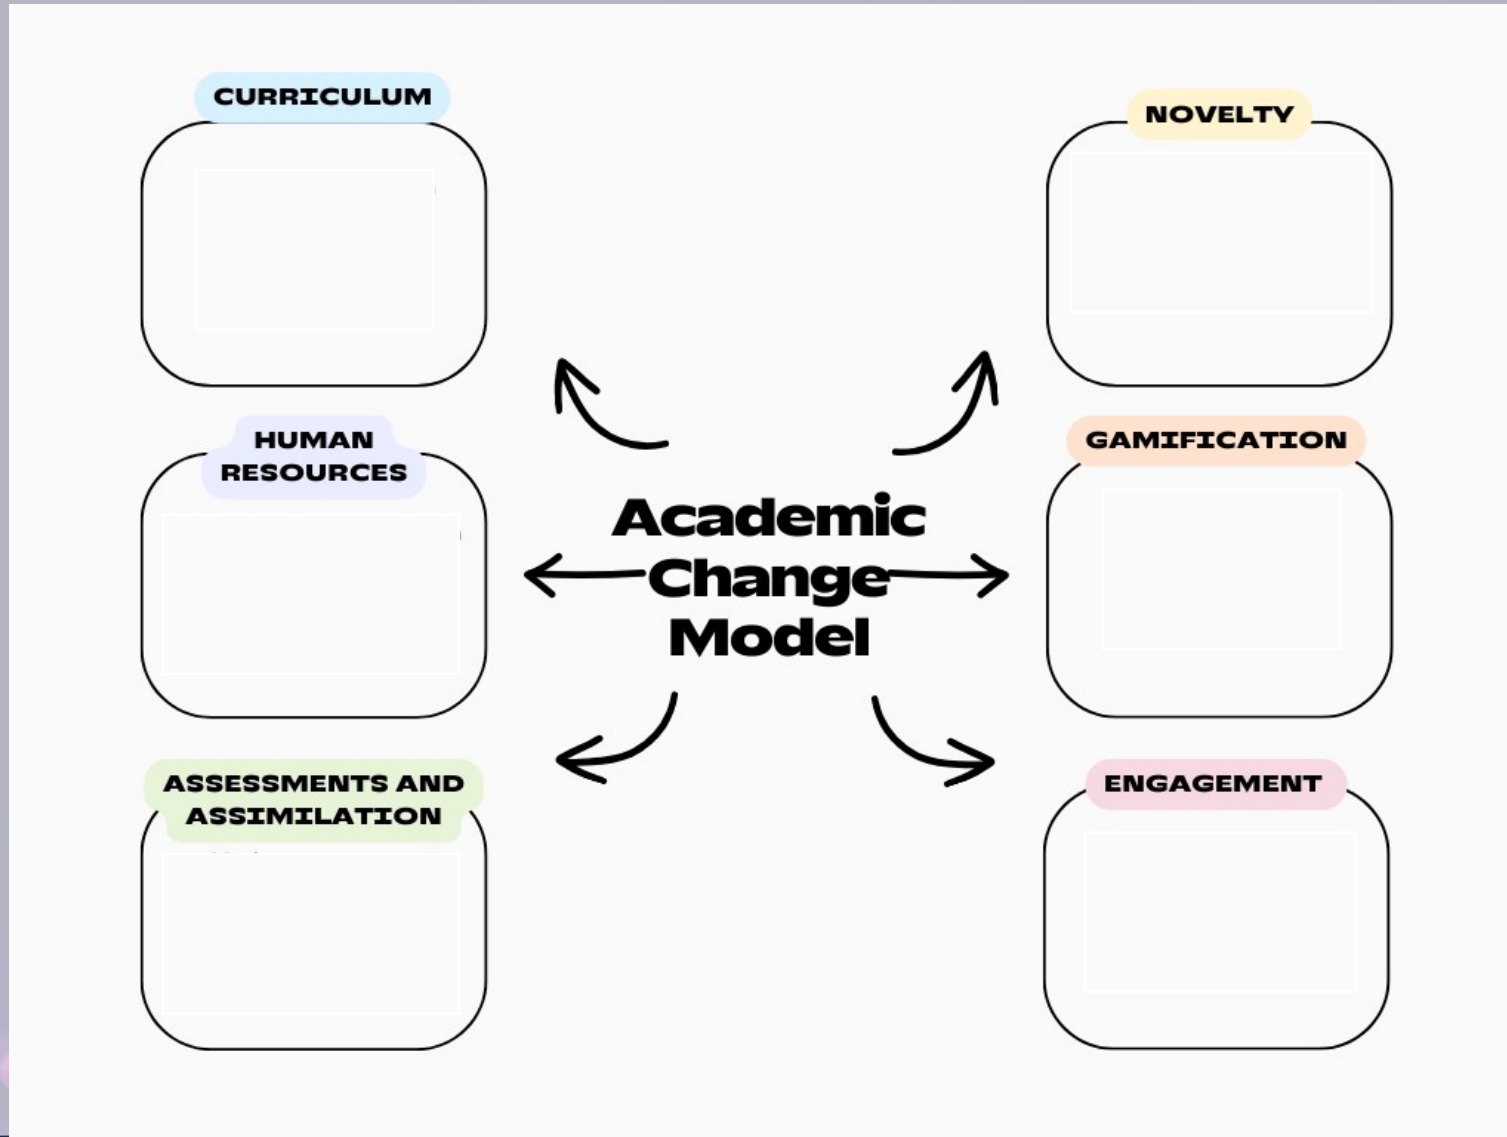 CURRICULUM
NOVELTY
HUMAN
RESOURCES
GAMIFICATION
Academic
Change
Model
ASSESSMENTS AND
ASSIMILATION
ENGAGEMENT